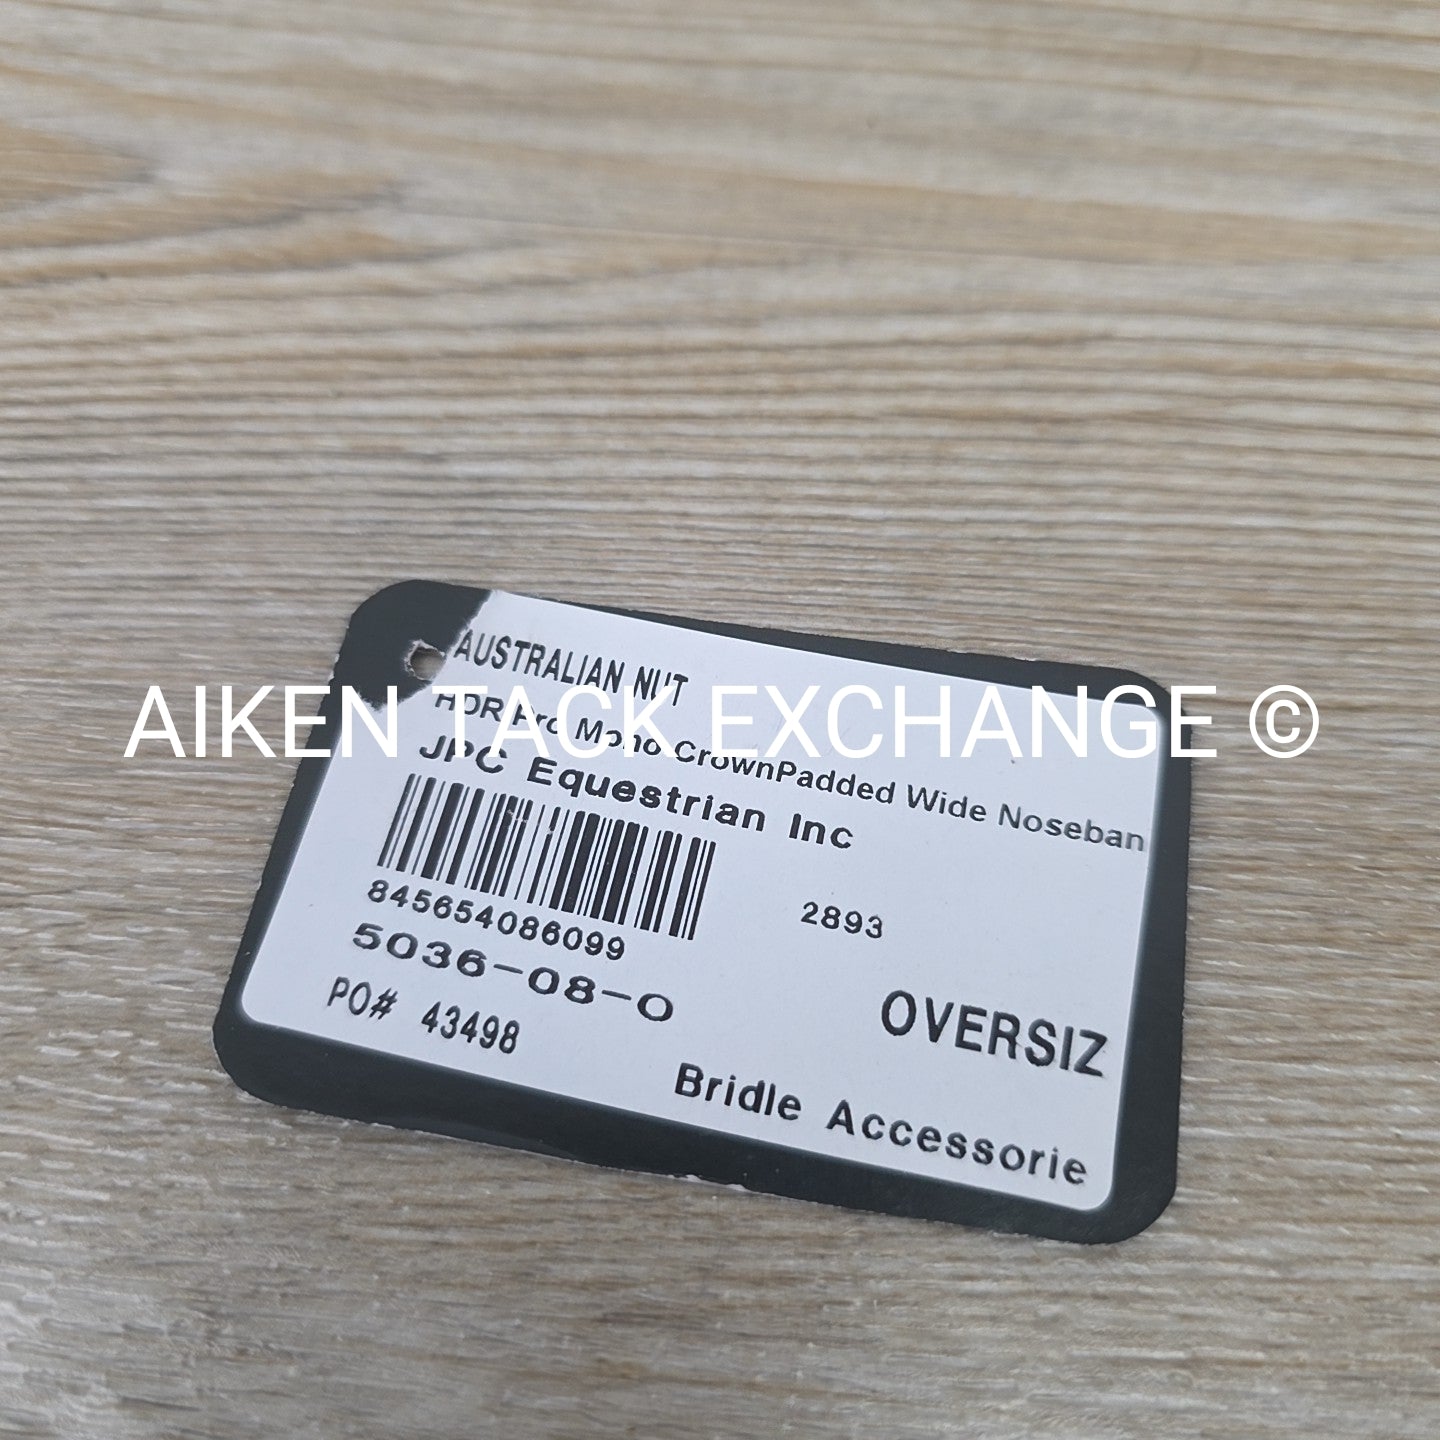 AUSTRALIAN NUT
HDR Pro Mono CrownPadded Wide Noseban
AIKEN TACK EXCHANGE ©
JPC Equestrian Inc
845654086099
2893
5036-08-O
OVERSIZ
PO# 43498
Bridle Accessorie